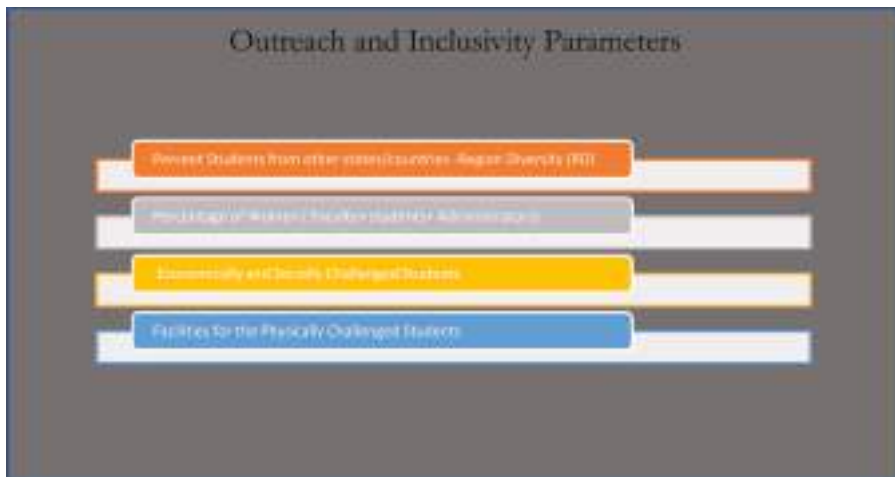 Outreach and Inclusivity Parameters
Percent Students from other states/countries -Region Diversity (RD)
Percentage of Women
Economically and Socially Challenged Students
Facilities for the Physically Challenged Students